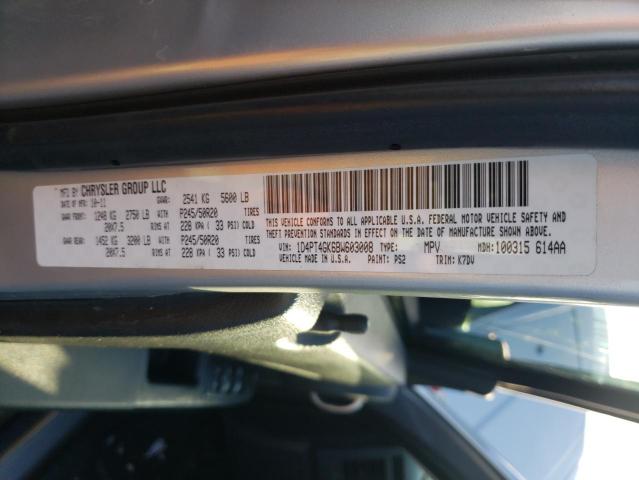 MFD BY CHRYSLER GROUP LLC
DATE OF MFR 10-11 GVWR: 2541 KG 5600 LB
GAWR FRONT 1248 KG 2750 LB WITH P245/50R20 TIRES
20X7.5 RIMS AT 228 KPA ( 33 PSI) COLD
GAWR REAR 1452 KG 3200 LB WITH P245/50R20 TIRES
20X7.5 RIMS AT 228 KPA ( 33 PSI) COLD
THIS VEHICLE CONFORMS TO ALL APPLICABLE U.S.A. FEDERAL MOTOR VEHICLE SAFETY AND
THEFT PREVENTION STANDARDS IN EFFECT ON THE DATE OF MANUFACTURE SHOWN ABOVE.
VIN: 1D4PT4GK6BW603008 TYPE: MPV MDH: 100315 614AA
VEHICLE MADE IN U.S.A. PAINT: PS2 TRIM: K7DV